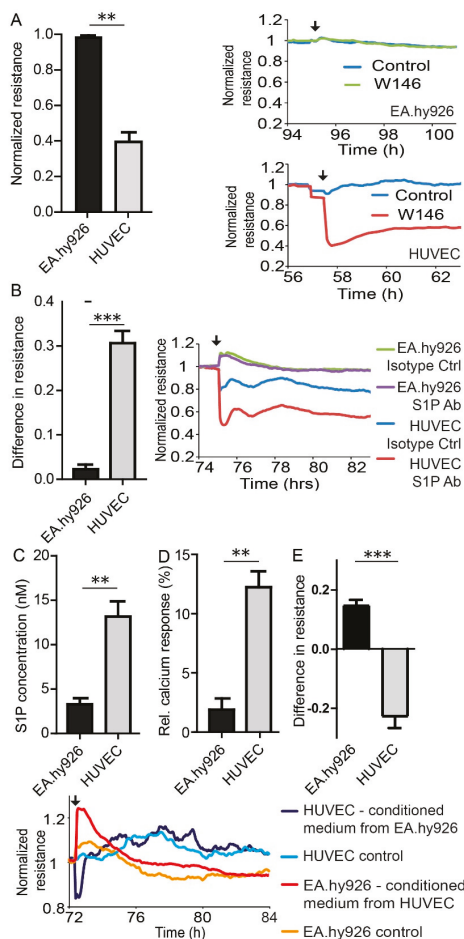 A
**
Normalized resistance
1.0
0.8
0.6
0.4
0.2
0.0
EA.hy926
HUVEC
Normalized
resistance
1
0.8
0.6
0.4
0.2
Control
W146
EA.hy926
94 96 98 100
Time (h)
Normalized
resistance
1.2
1
0.8
0.6
0.4
0.2
Control
W146
HUVEC
56 58 60 62
Time (h)
B
***
Difference in resistance
0.3
0.2
0.1
0.0
EA.hy926
HUVEC
Normalized resistance
1.2
1
0.8
0.6
0.4
0.2
74 76 78 80 82
Time (hrs)
EA.hy926
Isotype Ctrl
EA.hy926
S1P Ab
HUVEC
Isotype Ctrl
HUVEC
S1P Ab
C
**
S1P concentration (nM)
20
15
10
5
0
EA.hy926
HUVEC
D
**
Rel. calcium response (%)
15
10
5
0
EA.hy926
HUVEC
E
***
Difference in resistance
0.2
0.0
-0.2
EA.hy926
HUVEC
Normalized
resistance
1.2
1
0.8
72 76 80 84
Time (h)
HUVEC - conditioned
medium from EA.hy926
HUVEC control
EA.hy926 - conditioned
medium from HUVEC
EA.hy926 control